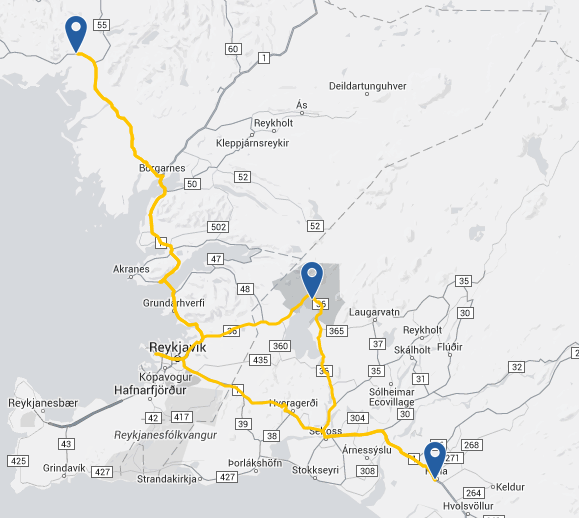 55
60
1
Deildartunguhver
Ás
Reykholt
Kleppjárnsreykir
Borgarnes
50
52
502
52
1
47
Akranes
48
35
Grundarhverfi
36
365
30
Laugarvatn
Reykholt
Reykjavík
360
435
37
Skálholt
Flúðir
Kópavogur
36
35
31
32
2
Hafnarfjörður
1
Sólheimar
Ecovillage
Reykjanesbær
42
417
Hveragerði
304
30
43
Reykjanesfólkvangur
39
38
Selfoss
268
Árnessýslu
1
271
425
Grindavík
427
Þorlákshöfn
Stokkseyri
308
Hella
Strandakirkja
427
264
Keldur
Hvolsvöllur